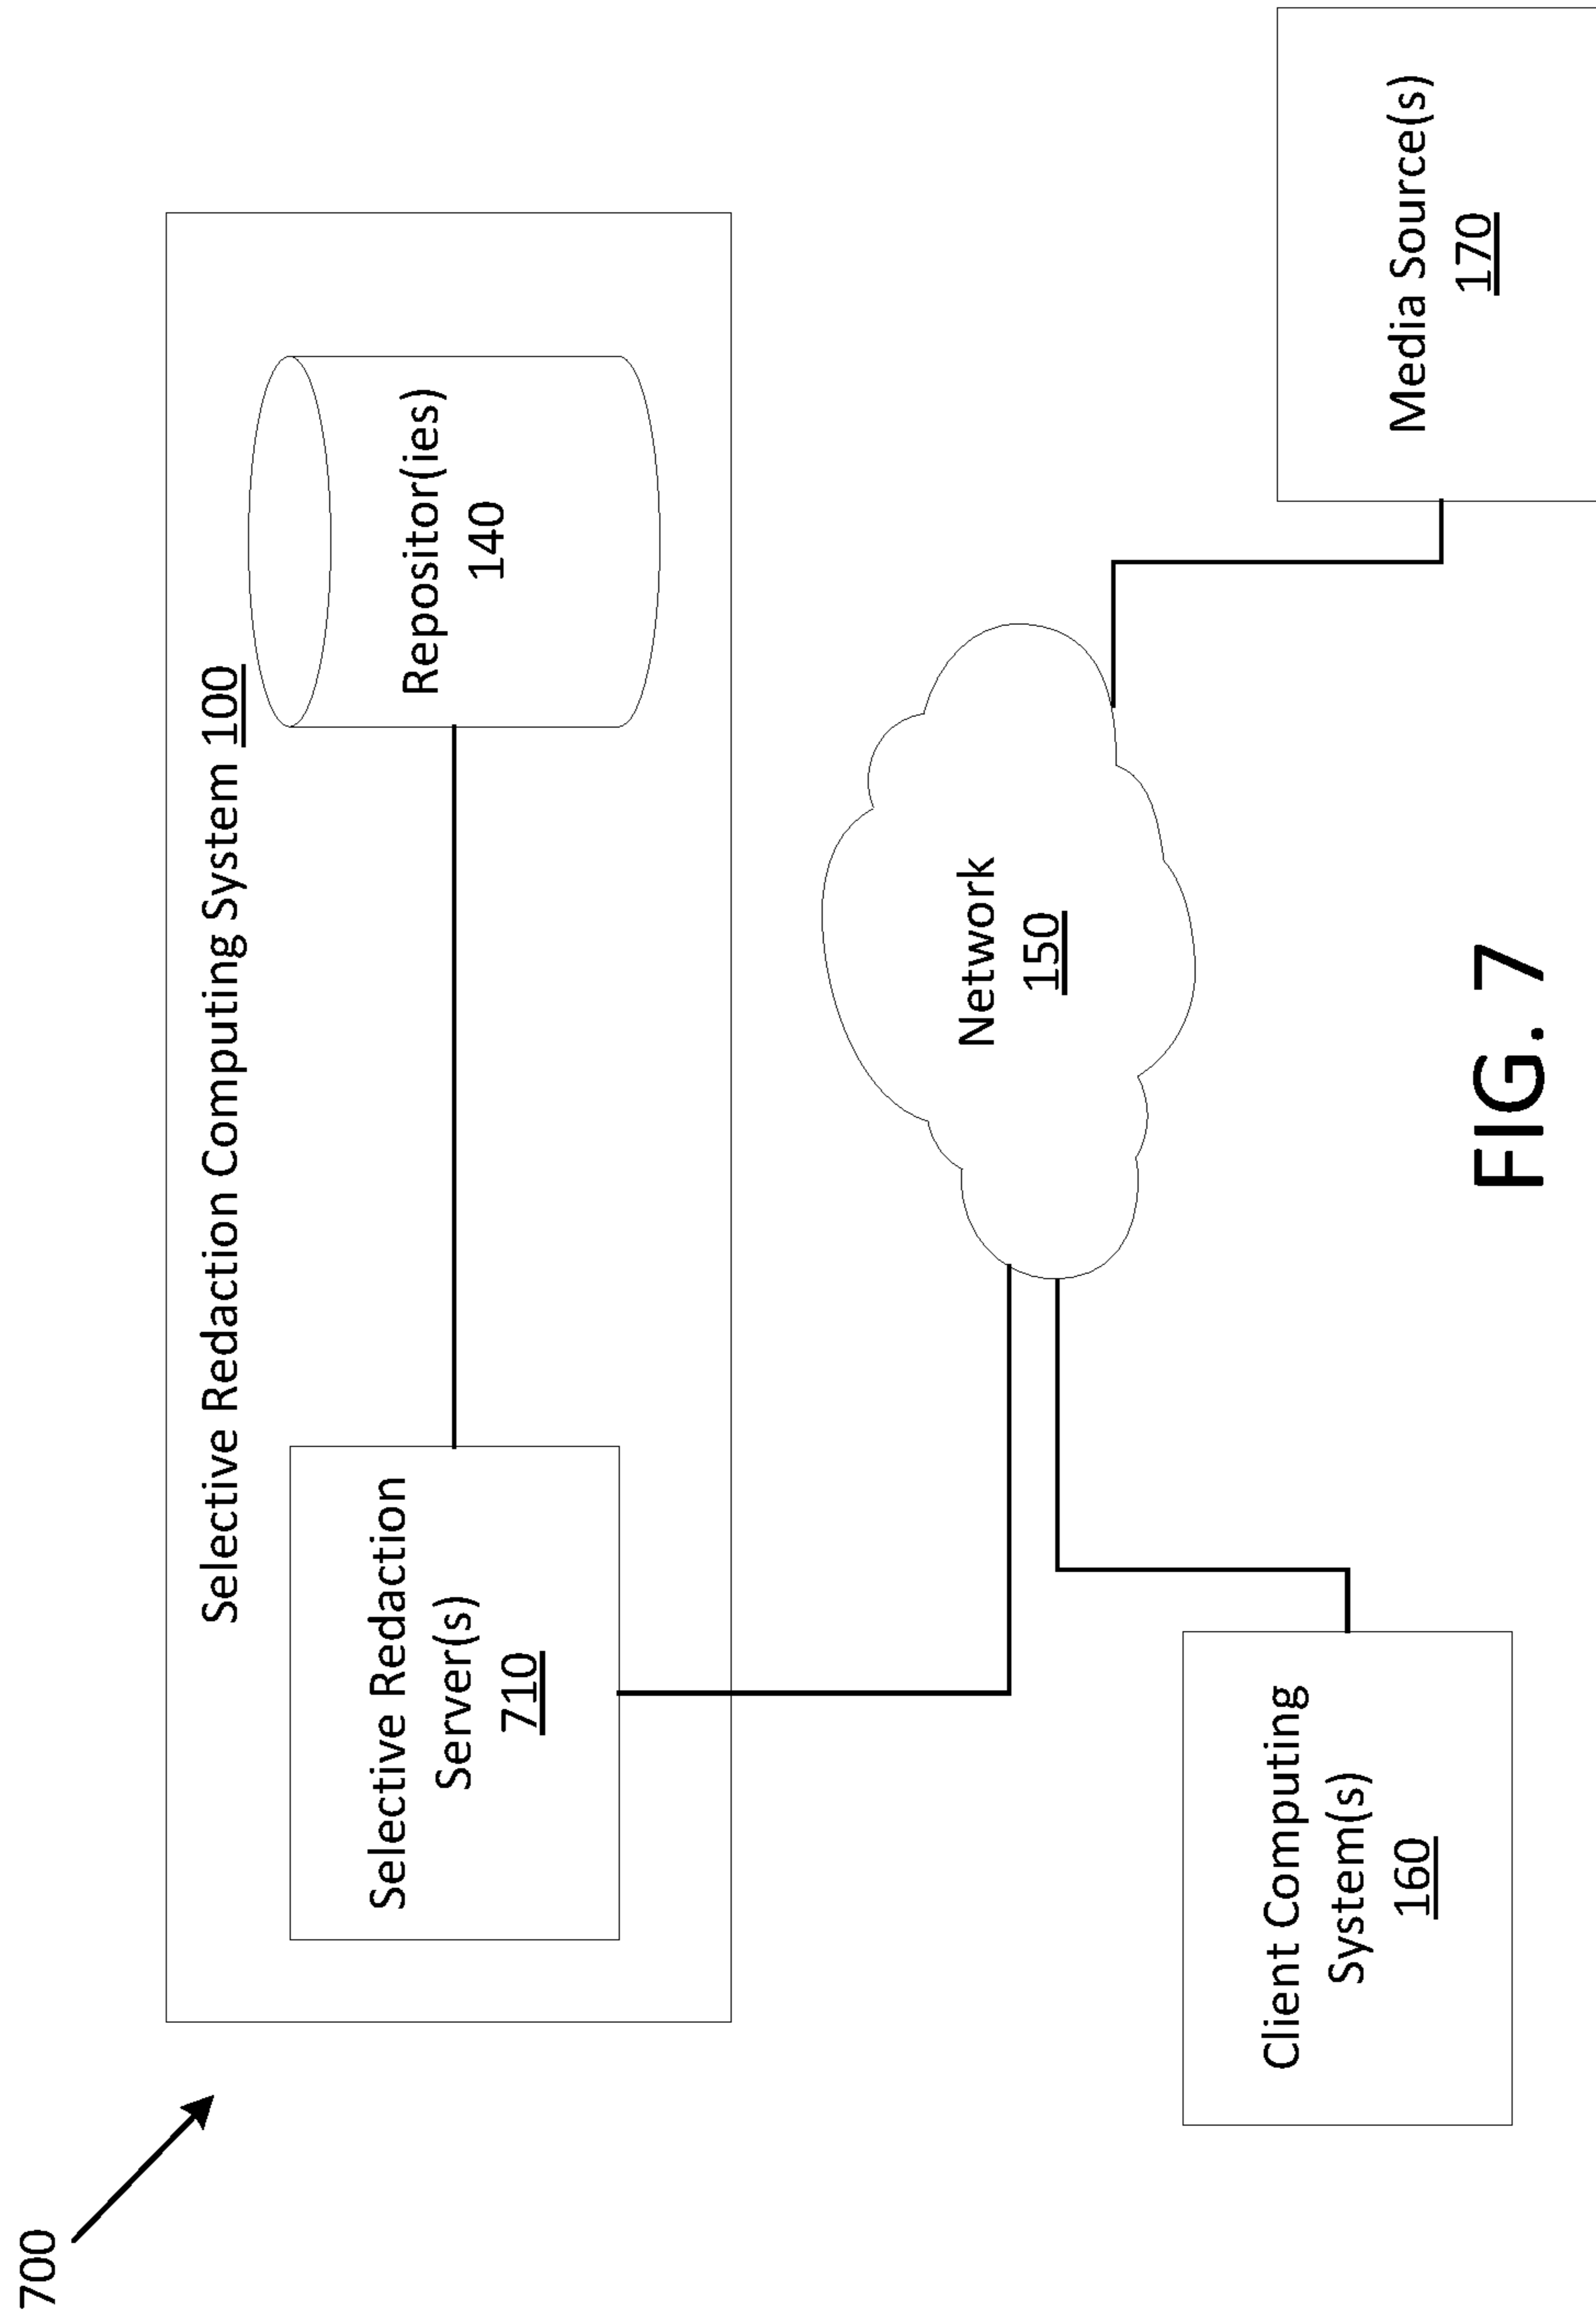 700
Selective Redaction Computing System 100
Selective Redaction
Server(s)
710
Repositor(ies)
140
Network
150
Client Computing
System(s)
160
Media Source(s)
170
FIG. 7